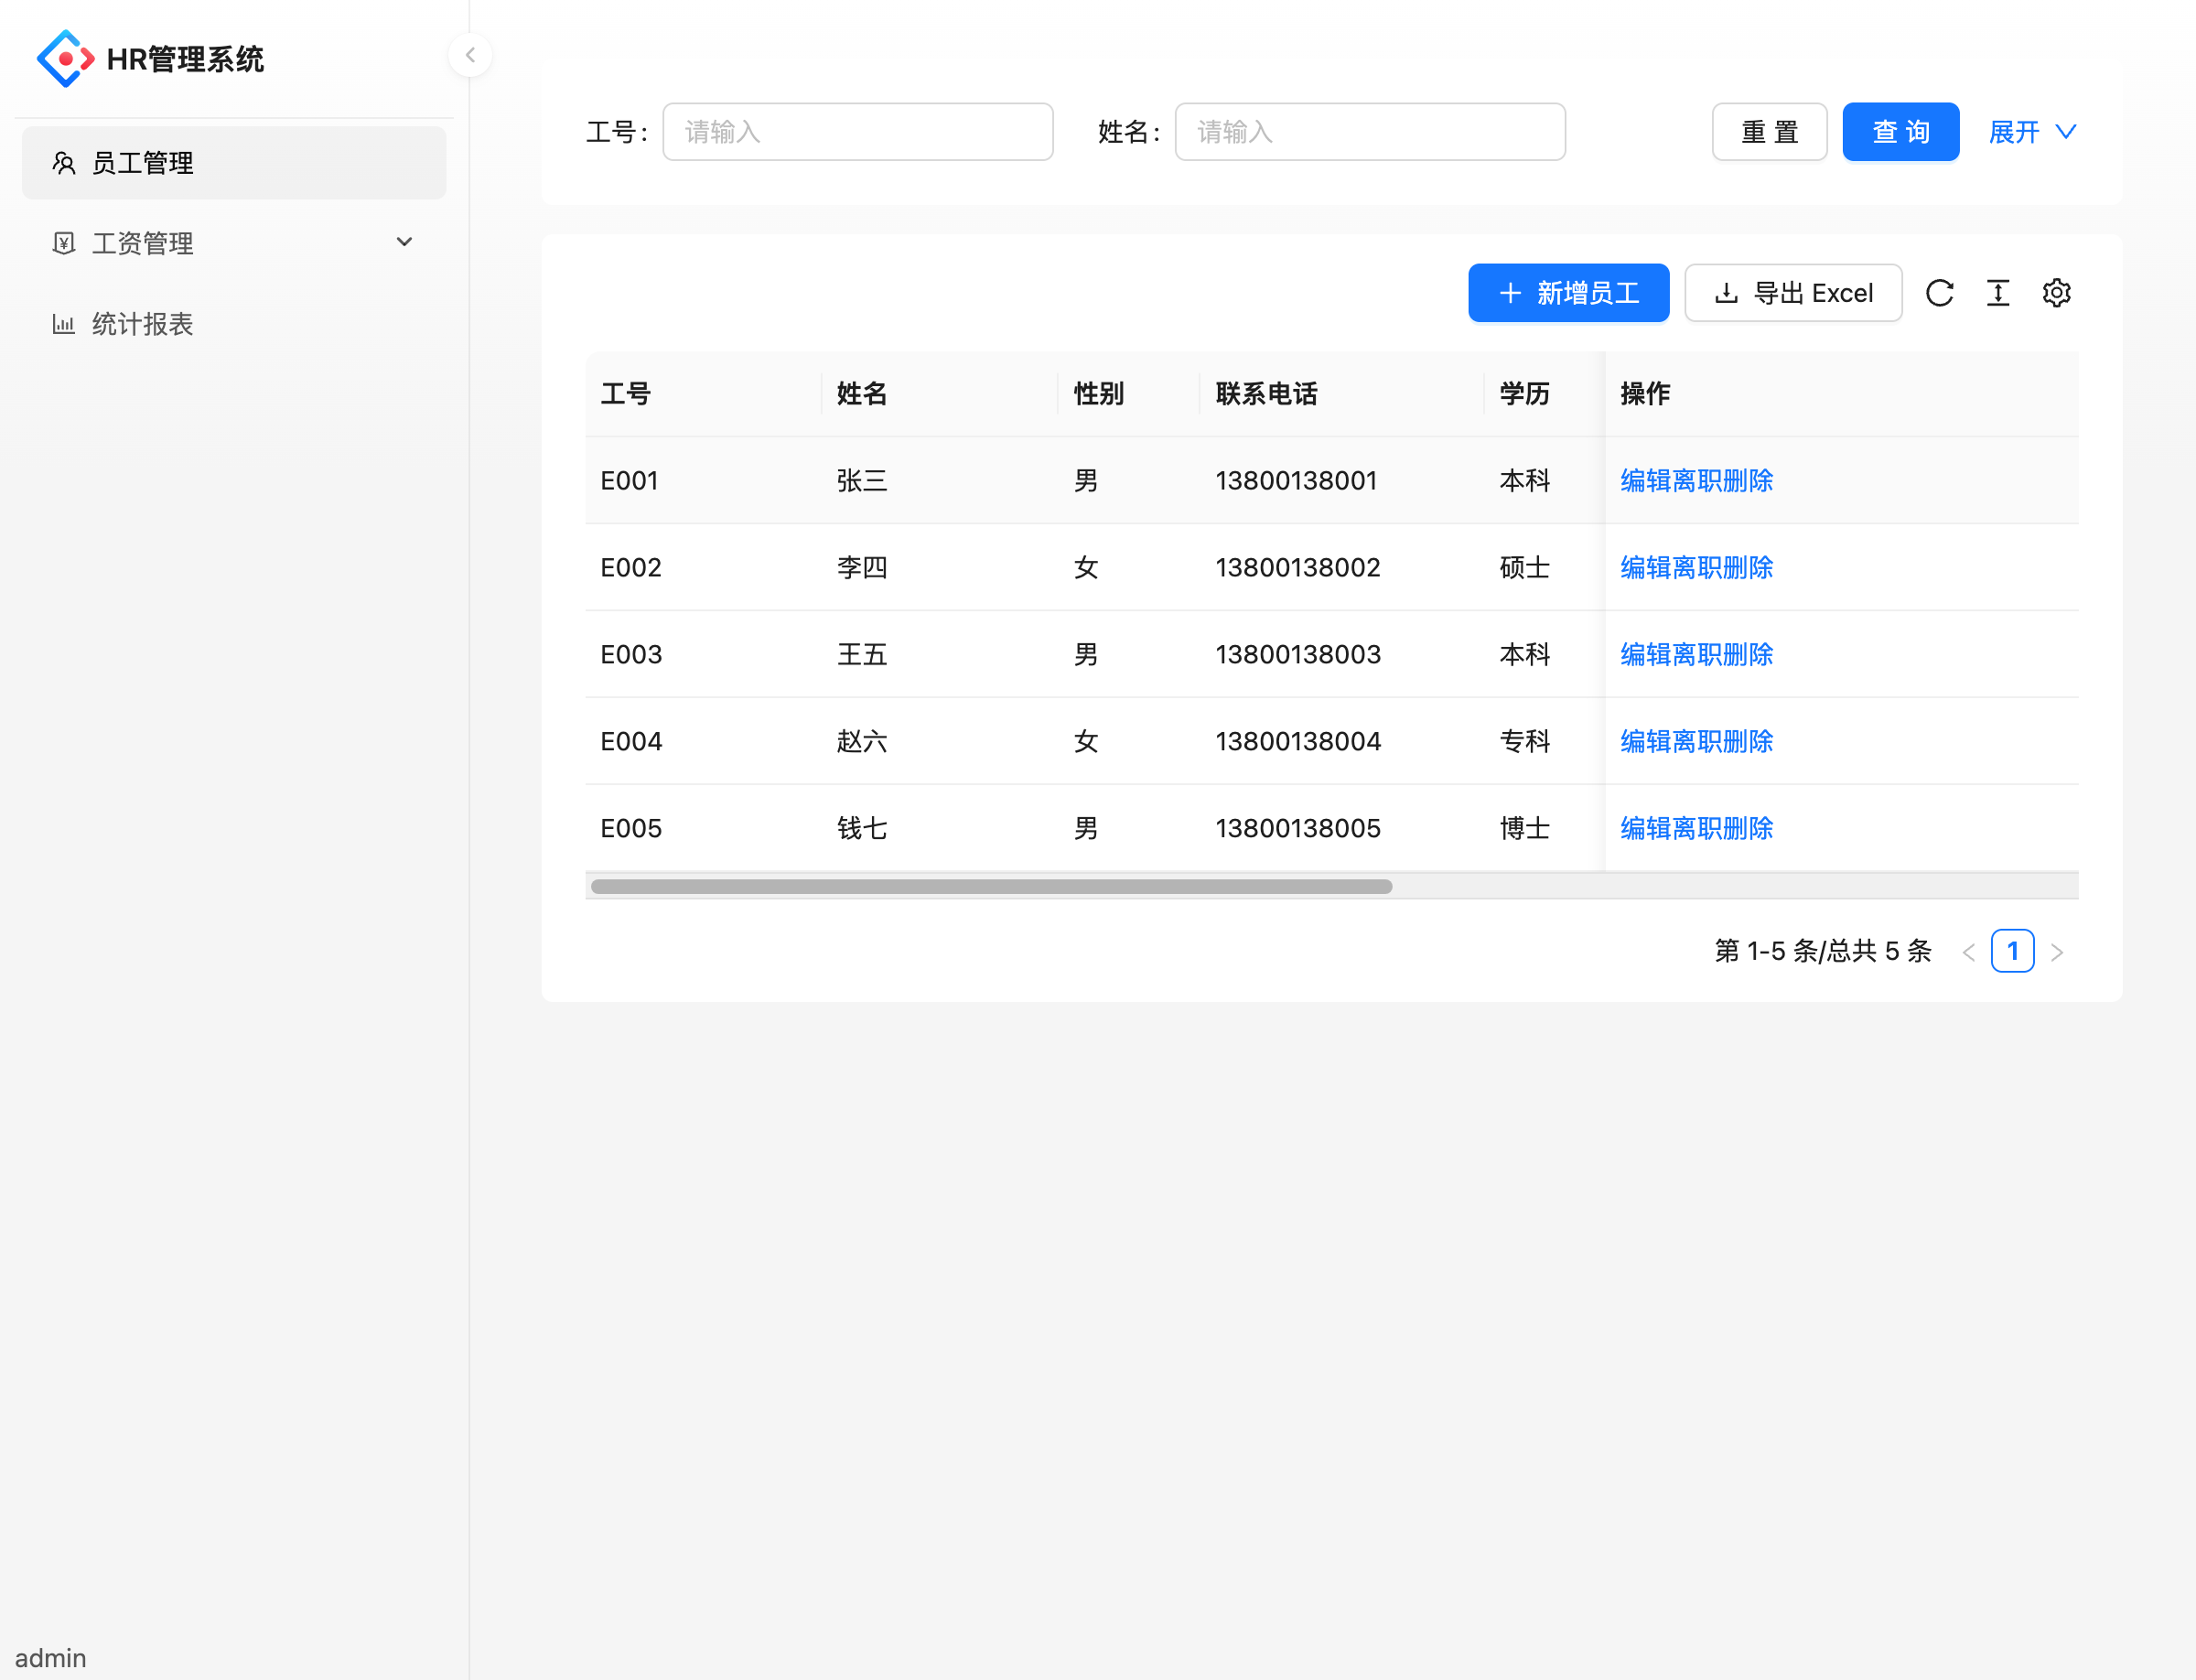 HR管理系统
员工管理
工资管理
统计报表
admin
工号: 请输入 姓名: 请输入 重 置 查 询 展开
新增员工 导出 Excel
工号 姓名 性别 联系电话 学历 操作
E001 张三 男 13800138001 本科 编辑离职删除
E002 李四 女 13800138002 硕士 编辑离职删除
E003 王五 男 13800138003 本科 编辑离职删除
E004 赵六 女 13800138004 专科 编辑离职删除
E005 钱七 男 13800138005 博士 编辑离职删除
第 1-5 条/总共 5 条 1